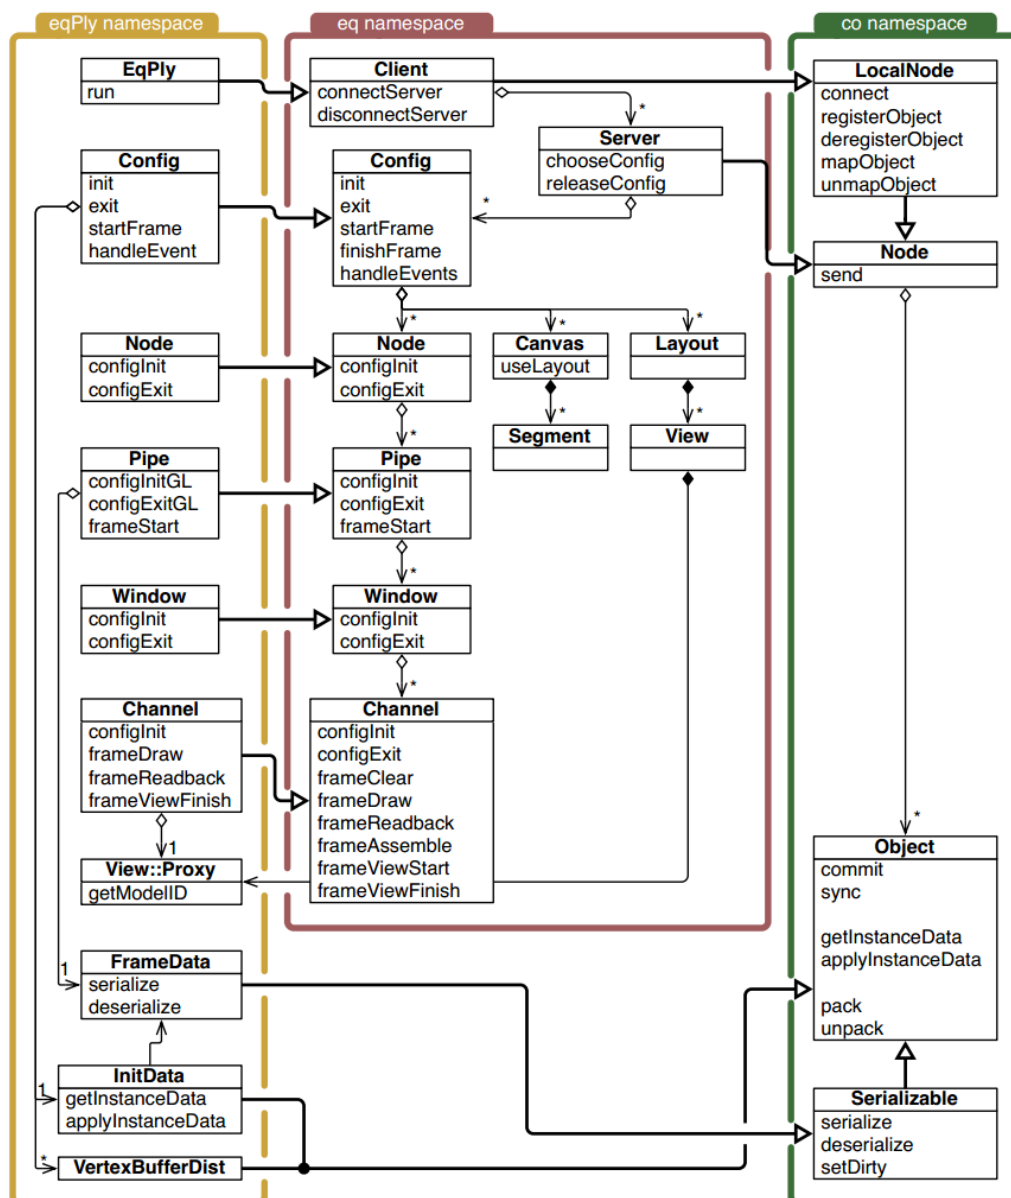 eqPly namespace
eq namespace
co namespace
EqPly
run
Client
connectServer
disconnectServer
*
Server
chooseConfig
releaseConfig
*
LocalNode
connect
registerObject
deregisterObject
mapObject
unmapObject
Config
init
exit
startFrame
handleEvent
Config
init
exit
startFrame
finishFrame
handleEvents
Node
send
*
*
*
Node
configInit
configExit
Node
configInit
configExit
Canvas
useLayout
Layout
*
*
*
Segment
View
Pipe
configInitGL
configExitGL
frameStart
Pipe
configInit
configExit
frameStart
*
Window
configInit
configExit
Window
configInit
configExit
*
Channel
configInit
frameDraw
frameReadback
frameViewFinish
1
Channel
configInit
configExit
frameClear
frameDraw
frameReadback
frameAssemble
frameViewStart
frameViewFinish
View::Proxy
getModelID
*
Object
commit
sync
getInstanceData
applyInstanceData
pack
unpack
1
FrameData
serialize
deserialize
1
InitData
getInstanceData
applyInstanceData
Serializable
serialize
deserialize
setDirty
*
VertexBufferDist